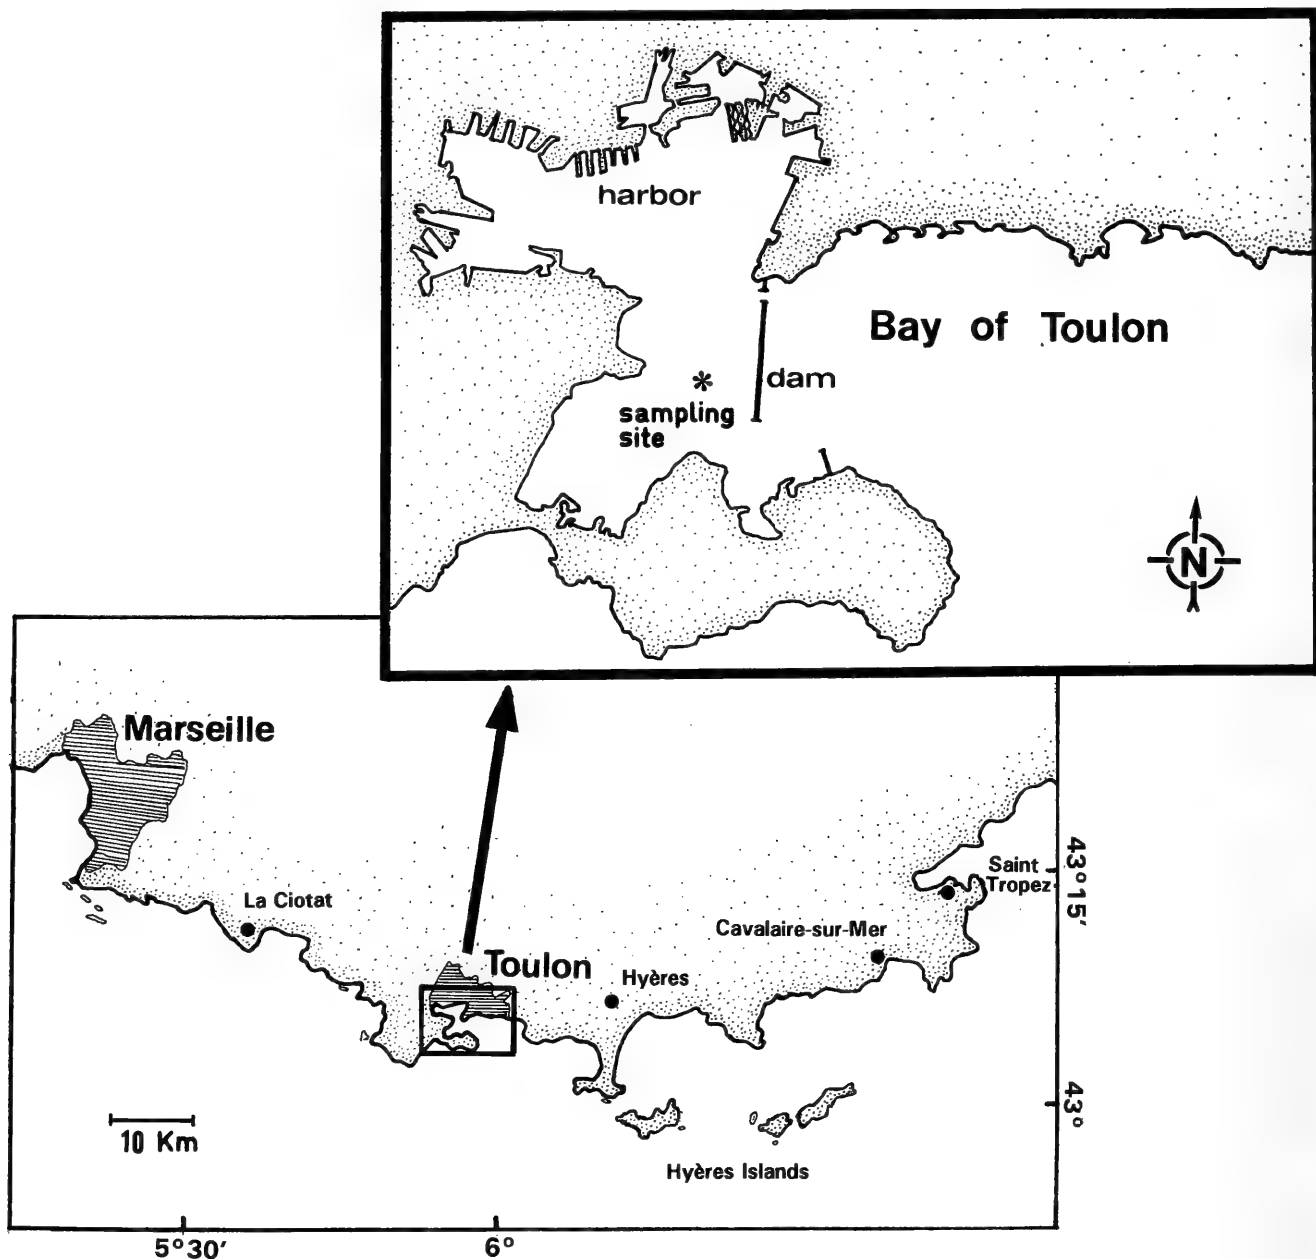 harbor
Bay of Toulon
dam
sampling
site
N
Marseille
La Ciotat
Toulon
Hyères
Cavalaire-sur-Mer
Saint
Tropez
43°15'
43°
10 Km
Hyères Islands
5°30'
6°